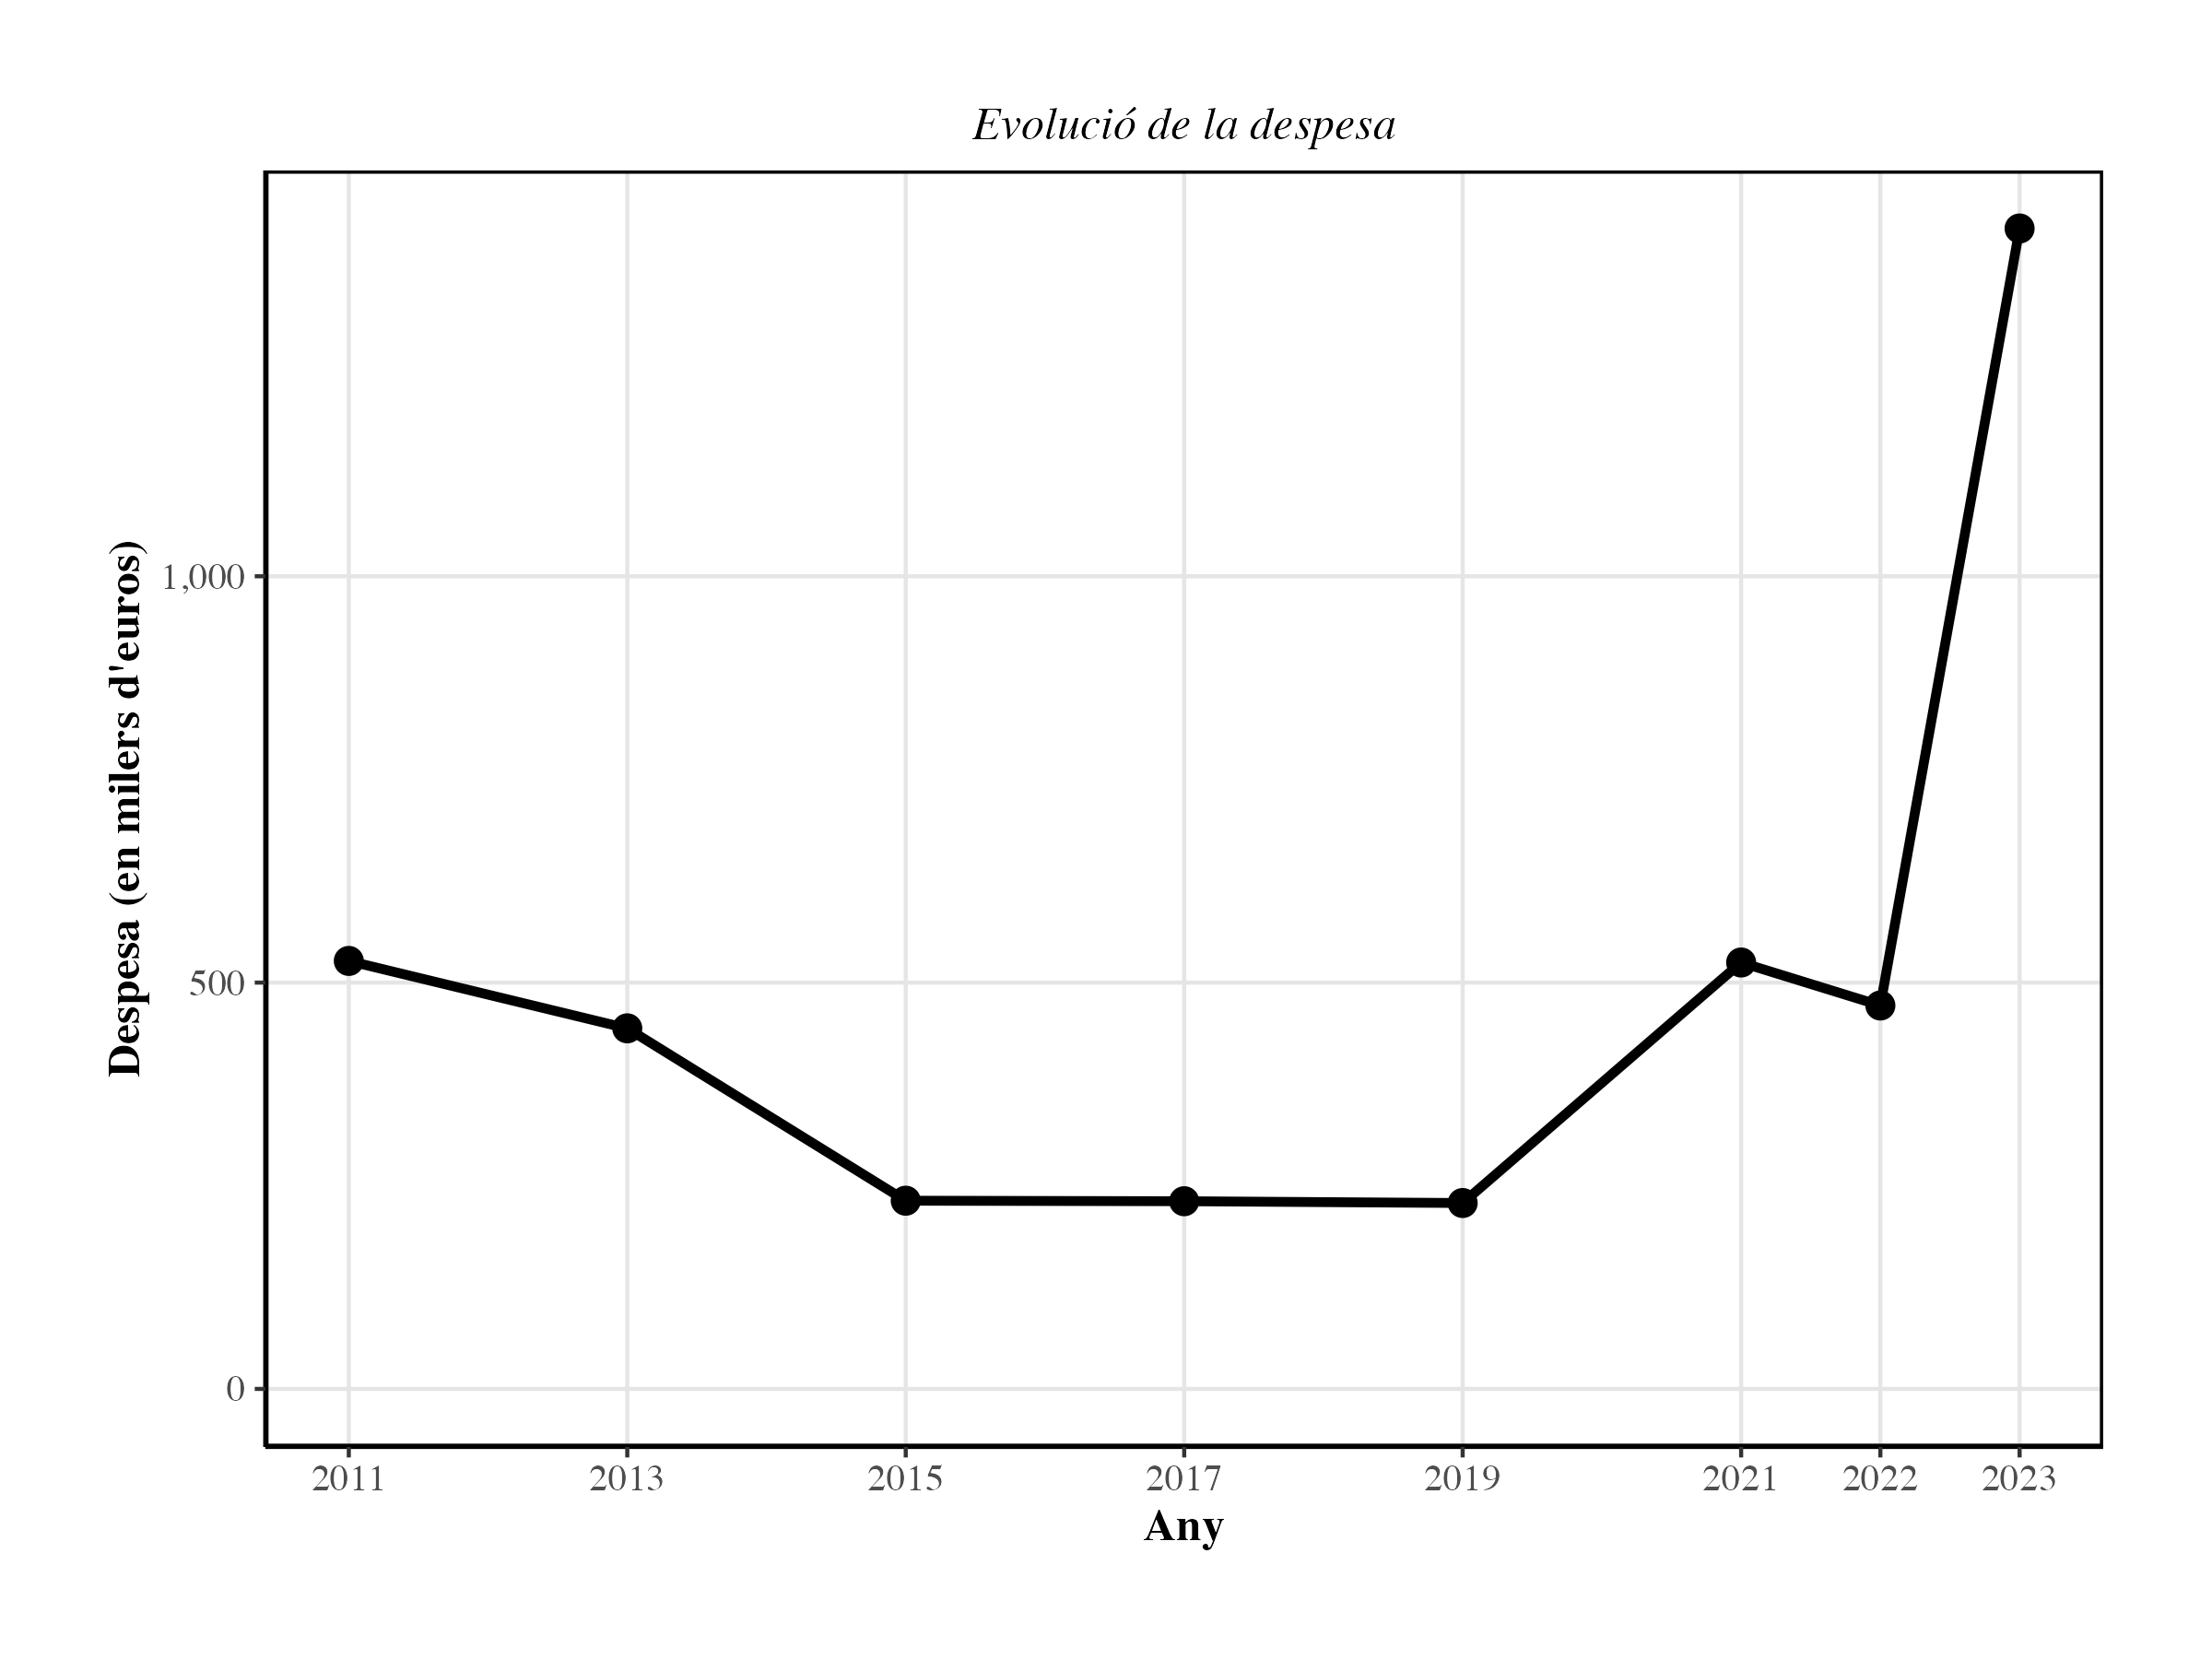 Evolució de la despesa
Despesa (en milers d'euros)
1,000
500
0
2011 2013 2015 2017 2019 2021 2022 2023
Any